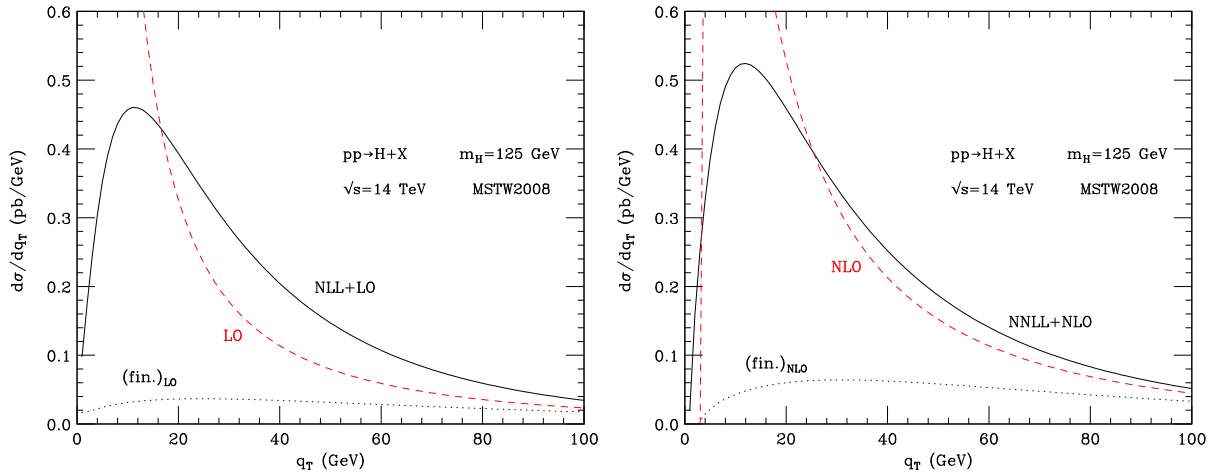 0.6
0.5
0.4
0.3
0.2
0.1
0.0
0
20
40
60
80
100
dσ/dq_T (pb/GeV)
q_T (GeV)
pp→H+X m_H=125 GeV
√s=14 TeV MSTW2008
NLL+LO
LO
(fin.)_LO
0.6
0.5
0.4
0.3
0.2
0.1
0.0
0
20
40
60
80
100
dσ/dq_T (pb/GeV)
q_T (GeV)
pp→H+X m_H=125 GeV
√s=14 TeV MSTW2008
NLO
NNLL+NLO
(fin.)_NLO